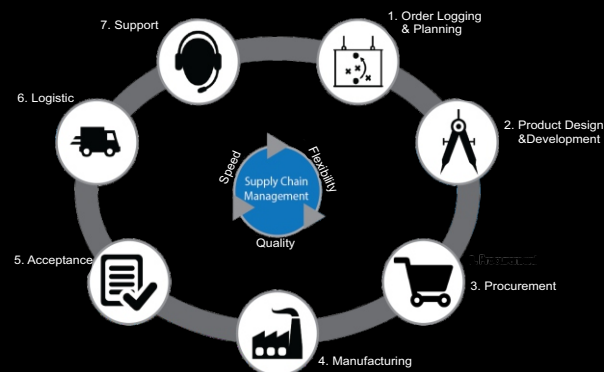 1. Order Logging
& Planning
2. Product Design
&Development
3. Procurement
4. Manufacturing
5. Acceptance
6. Logistic
7. Support
Speed
Flexibility
Quality
Supply Chain
Management